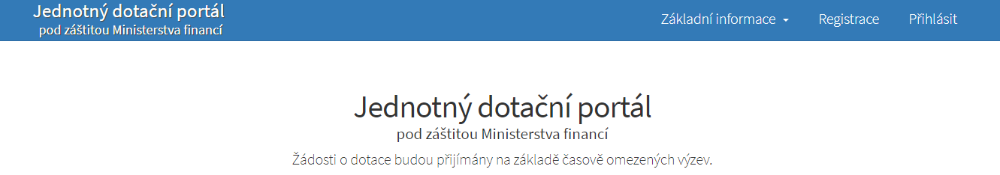 Jednotný dotační portál
pod záštitou Ministerstva financí
Základní informace
Registrace
Přihlásit
Jednotný dotační portál
pod záštitou Ministerstva financí
Žádosti o dotace budou přijímány na základě časově omezených výzev.